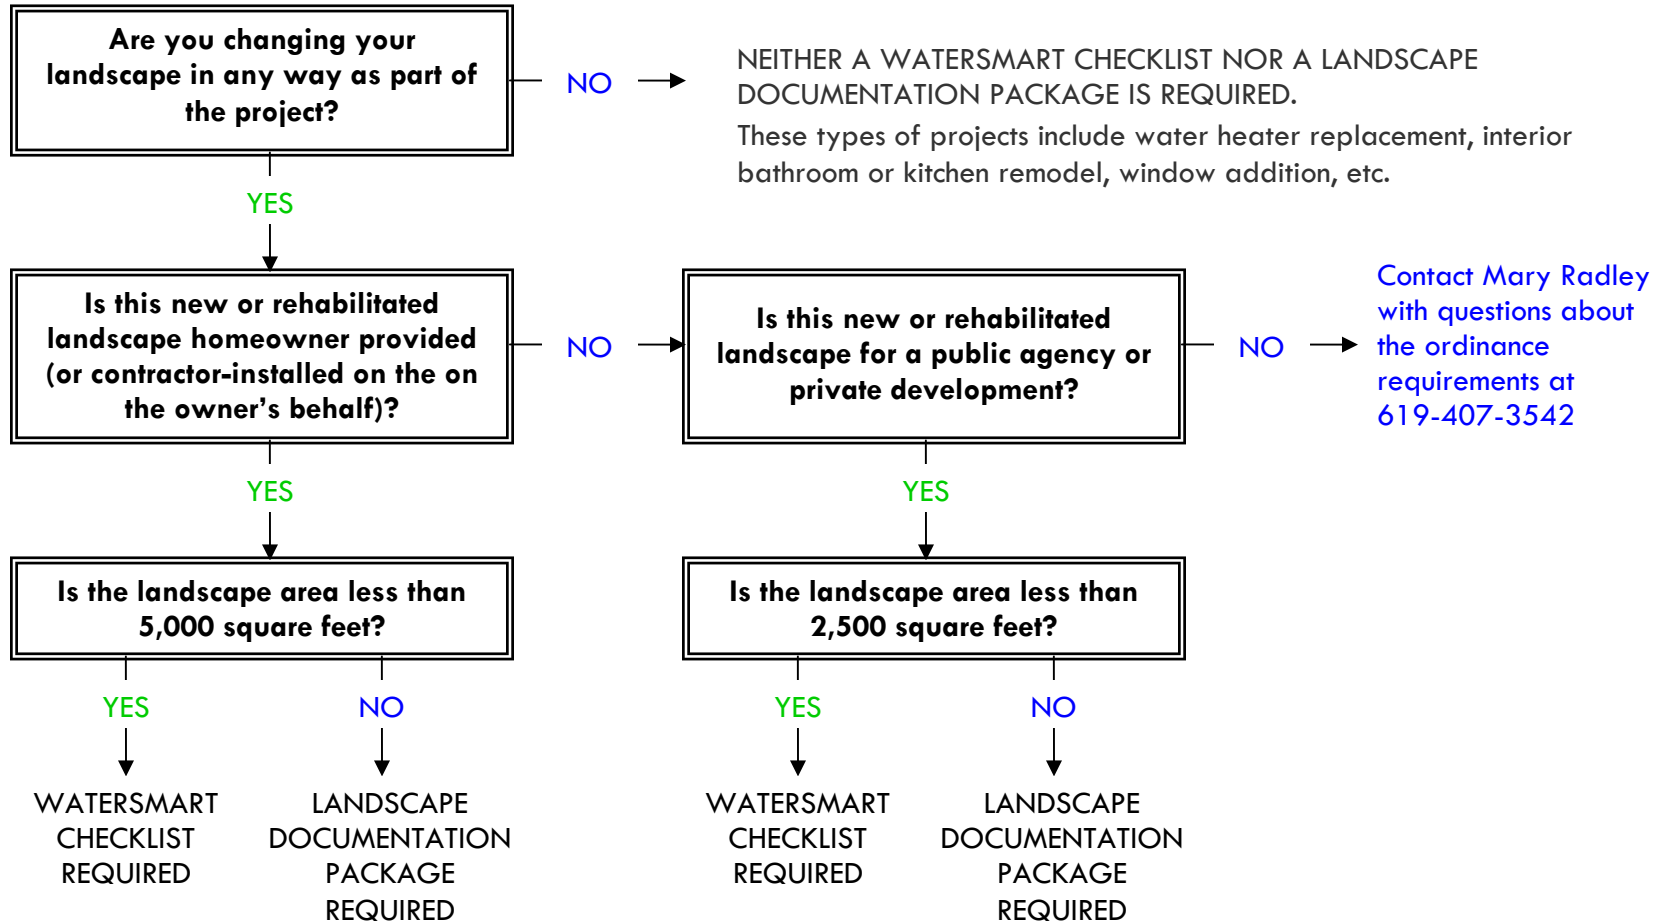 Are you changing your
landscape in any way as part of
the project?
NO
NEITHER A WATERSMART CHECKLIST NOR A LANDSCAPE
DOCUMENTATION PACKAGE IS REQUIRED.
These types of projects include water heater replacement, interior
bathroom or kitchen remodel, window addition, etc.
YES
Is this new or rehabilitated
landscape homeowner provided
(or contractor-installed on the on
the owner's behalf)?
NO
Is this new or rehabilitated
landscape for a public agency or
private development?
NO
Contact Mary Radley
with questions about
the ordinance
requirements at
619-407-3542
YES
YES
Is the landscape area less than
5,000 square feet?
Is the landscape area less than
2,500 square feet?
YES
NO
YES
NO
WATERSMART
CHECKLIST
REQUIRED
LANDSCAPE
DOCUMENTATION
PACKAGE
REQUIRED
WATERSMART
CHECKLIST
REQUIRED
LANDSCAPE
DOCUMENTATION
PACKAGE
REQUIRED